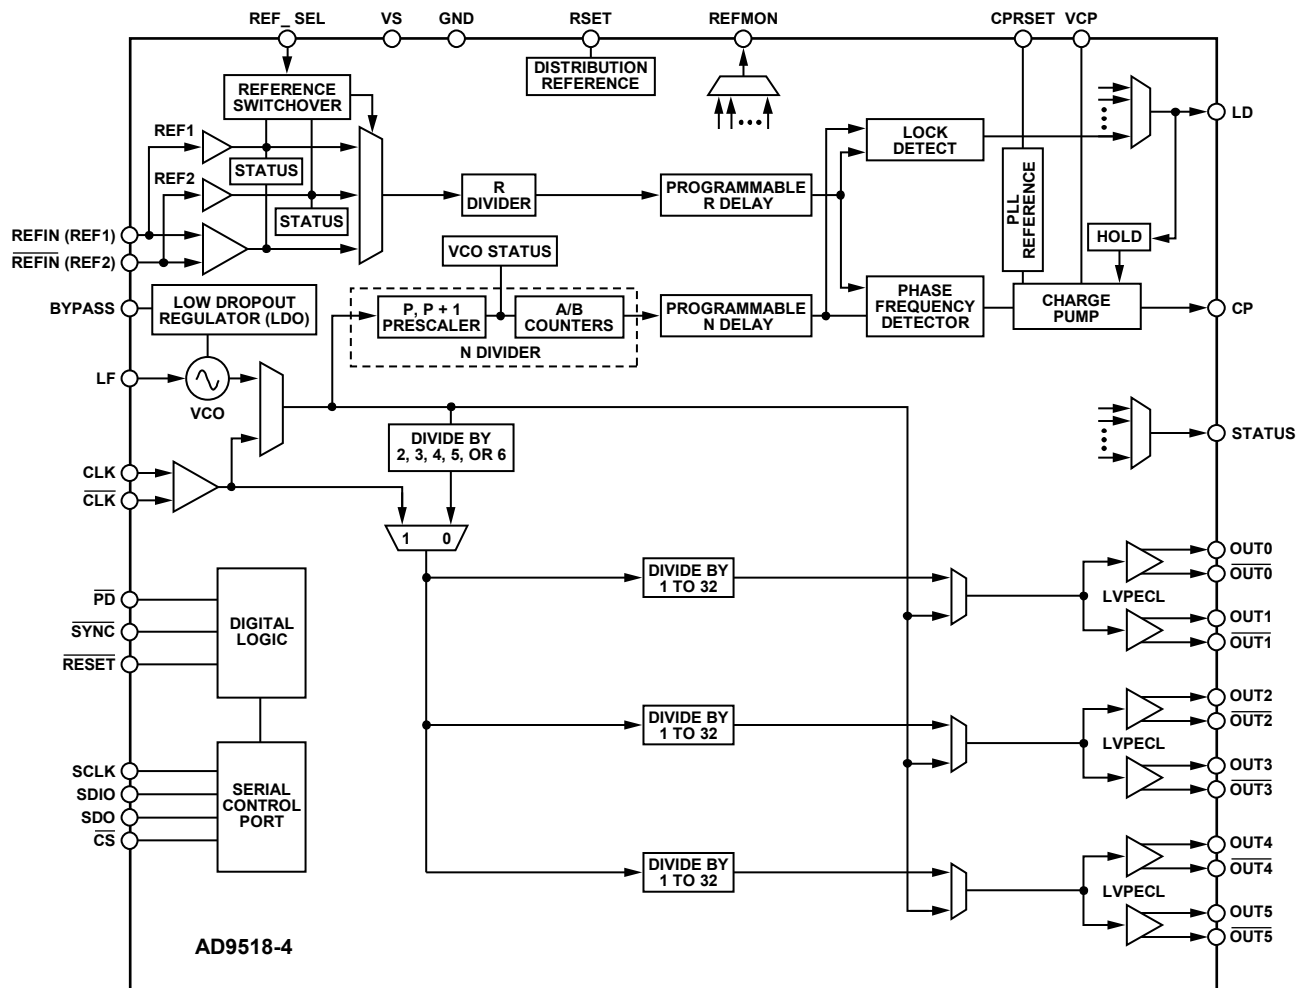 REF_ SEL
VS
GND
RSET
REFMON
CPRSET
VCP
DISTRIBUTION
REFERENCE
REFERENCE
SWITCHOVER
REF1
STATUS
REF2
STATUS
REFIN (REF1)
REFIN (REF2)
R
DIVIDER
PROGRAMMABLE
R DELAY
LOCK
DETECT
PLL
REFERENCE
HOLD
LD
BYPASS
LOW DROPOUT
REGULATOR (LDO)
VCO STATUS
P, P + 1
PRESCALER
A/B
COUNTERS
N DIVIDER
PROGRAMMABLE
N DELAY
PHASE
FREQUENCY
DETECTOR
CHARGE
PUMP
CP
LF
VCO
STATUS
DIVIDE BY
2, 3, 4, 5, OR 6
CLK
CLK
1 0
DIVIDE BY
1 TO 32
LVPECL
OUT0
OUT0
OUT1
OUT1
PD
SYNC
RESET
DIGITAL
LOGIC
DIVIDE BY
1 TO 32
LVPECL
OUT2
OUT2
OUT3
OUT3
SCLK
SDIO
SDO
CS
SERIAL
CONTROL
PORT
DIVIDE BY
1 TO 32
LVPECL
OUT4
OUT4
OUT5
OUT5
AD9518-4